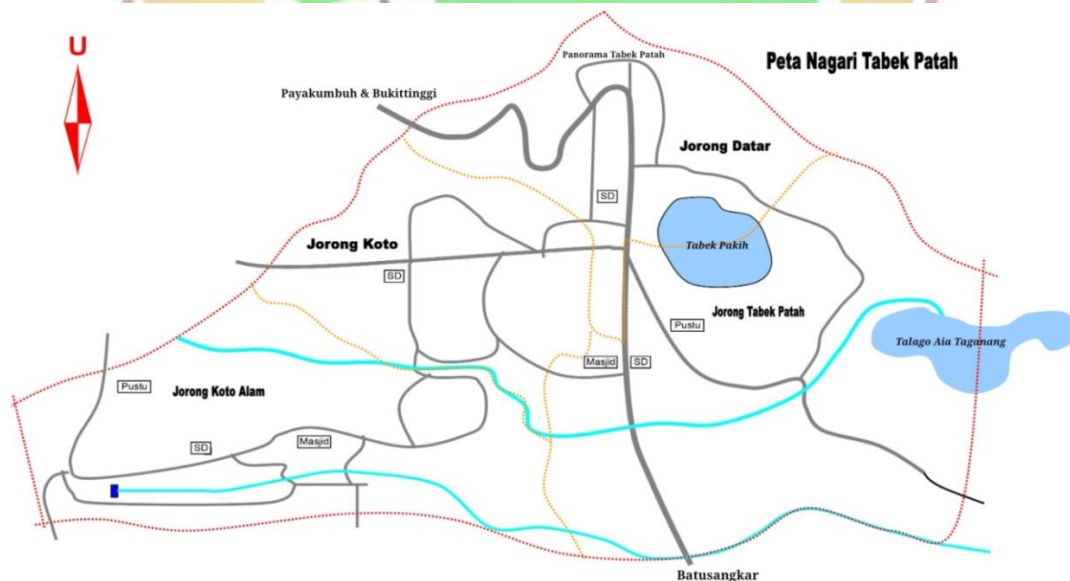 U
Peta Nagari Tabek Patah
Panorama Tabek Patah
Payakumbuh & Bukittinggi
Jorong Datar
SD
Jorong Koto
Tabek Pakih
SD
Jorong Tabek Patah
Pustu
Talago Aia Taganang
Masjid
SD
Pustu
Jorong Koto Alam
SD
Masjid
Batusangkar